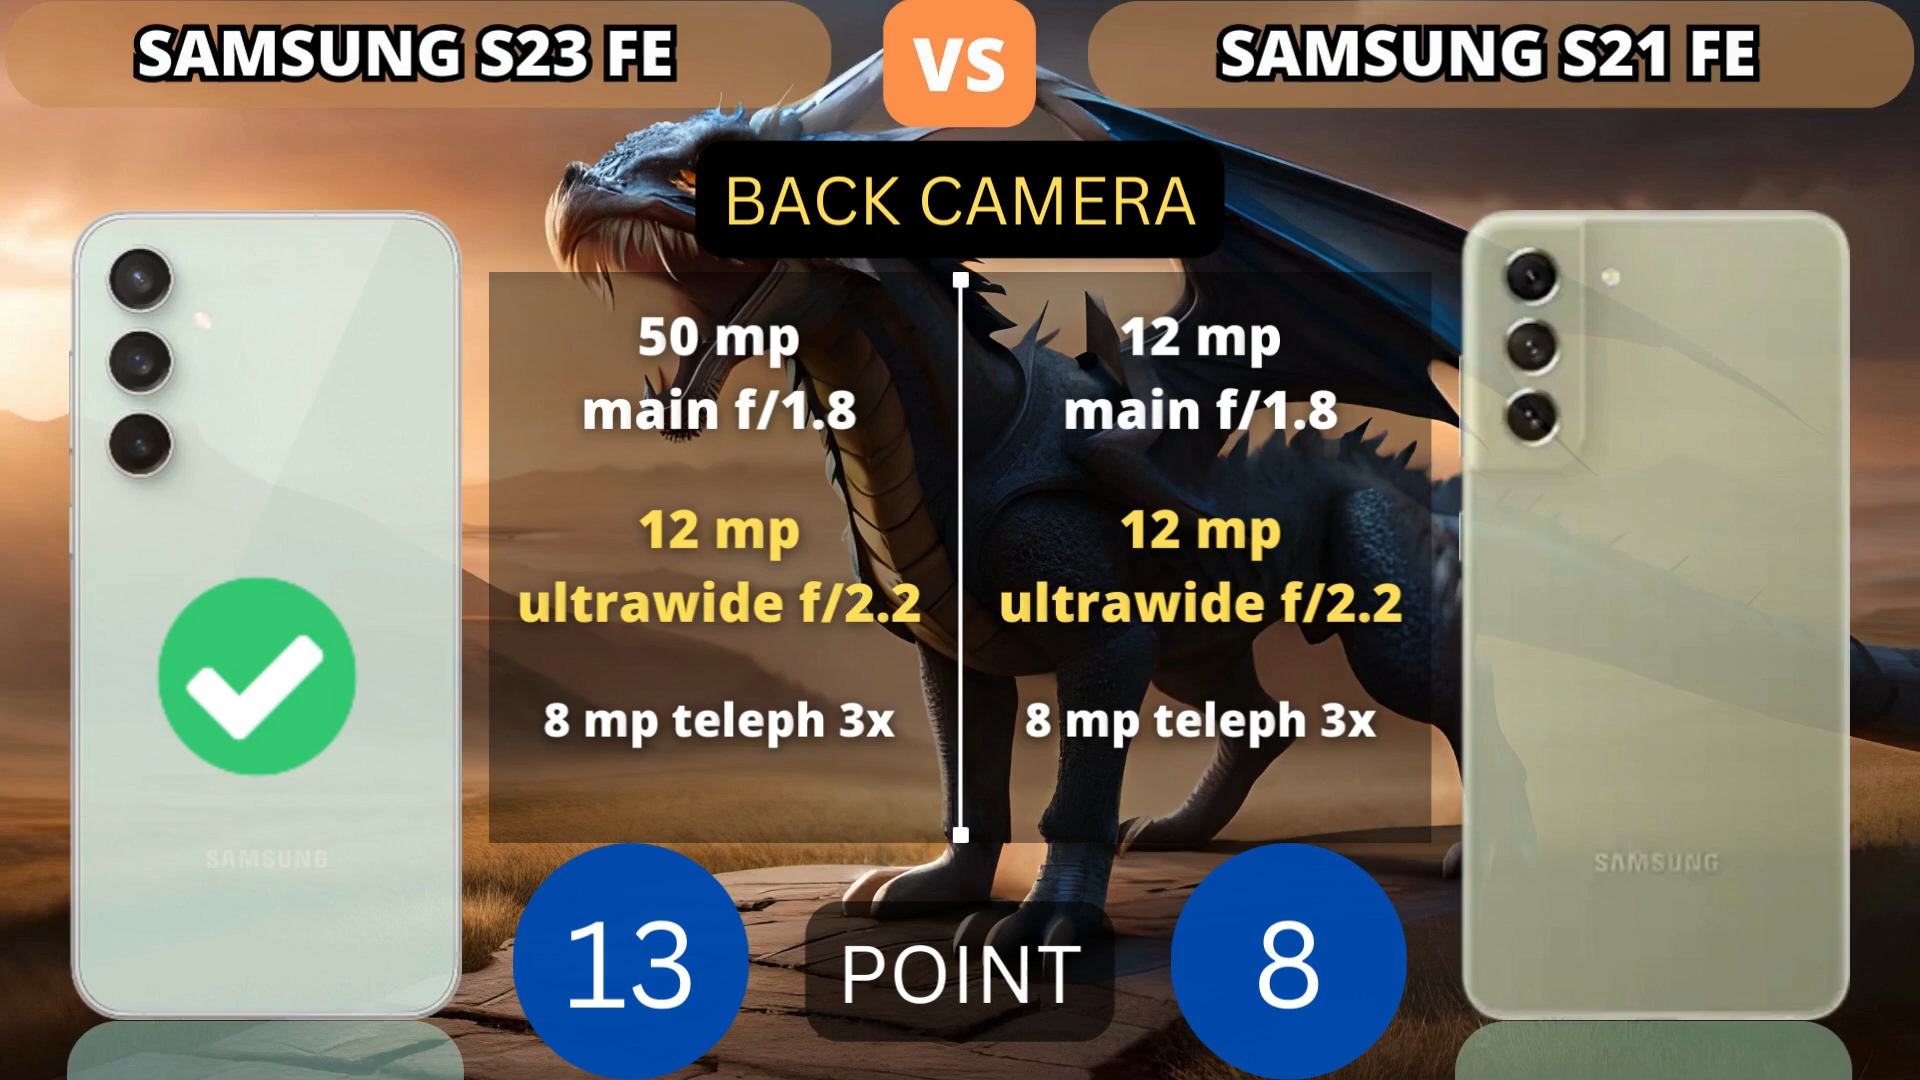 SAMSUNG S23 FE
VS
SAMSUNG S21 FE
BACK CAMERA
50 mp
main f/1.8
12 mp
ultrawide f/2.2
8 mp teleph 3x
12 mp
main f/1.8
12 mp
ultrawide f/2.2
8 mp teleph 3x
SAMSUNG
SAMSUNG
13
POINT
8